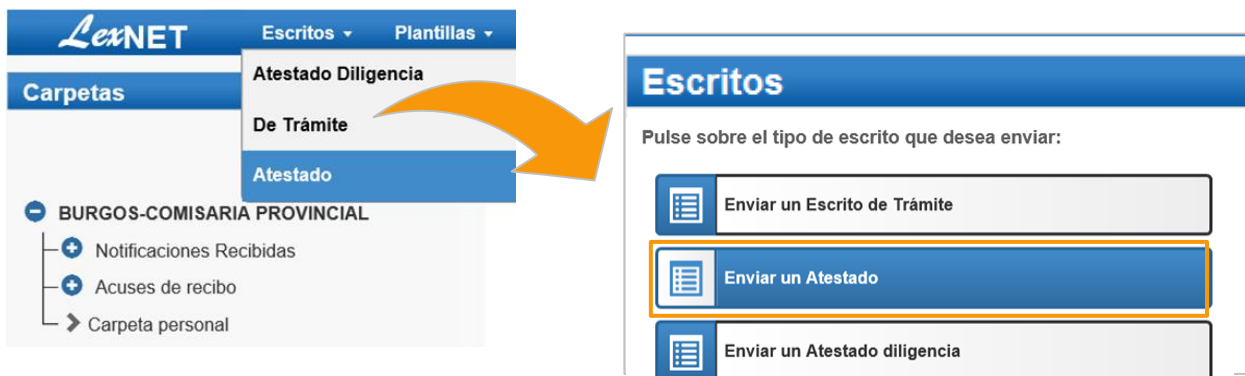 LexNET Escritos Plantillas
Carpetas
Atestado Diligencia
De Trámite
Atestado
BURGOS-COMISARIA PROVINCIAL
Notificaciones Recibidas
Acuses de recibo
Carpeta personal
Escritos
Pulse sobre el tipo de escrito que desea enviar:
Enviar un Escrito de Trámite
Enviar un Atestado
Enviar un Atestado diligencia